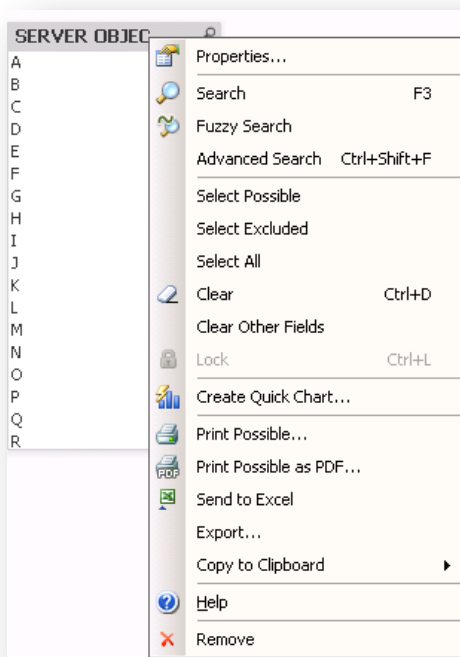 SERVER OBJEC
A
B
C
D
E
F
G
H
I
J
K
L
M
N
O
P
Q
R
Properties...
Search F3
Fuzzy Search
Advanced Search Ctrl+Shift+F
Select Possible
Select Excluded
Select All
Clear Ctrl+D
Clear Other Fields
Lock Ctrl+L
Create Quick Chart...
Print Possible...
PDF Print Possible as PDF...
Send to Excel
Export...
Copy to Clipboard
Help
Remove